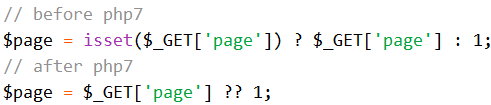 // before php7
$page = isset($_GET['page']) ? $_GET['page'] : 1;
// after php7
$page = $_GET['page'] ?? 1;